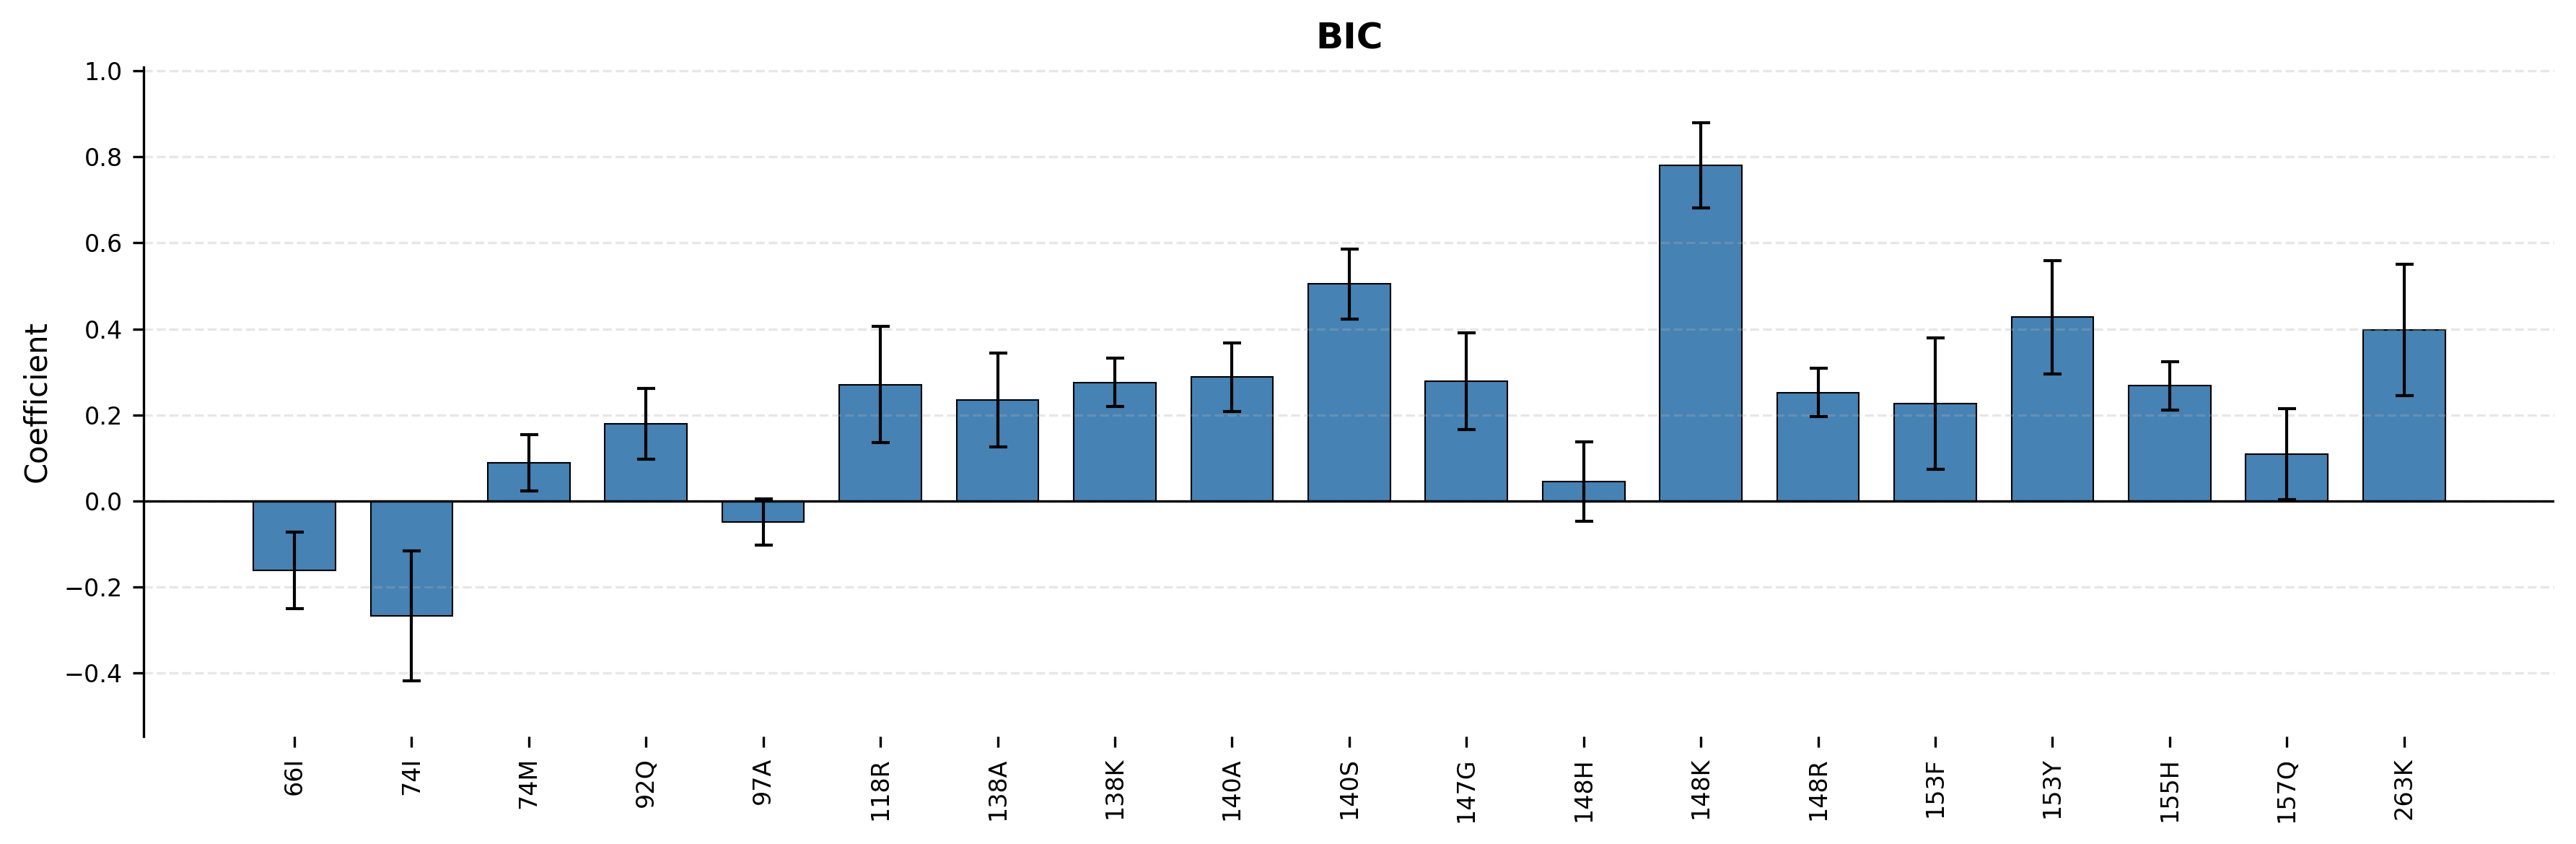 BIC
Coefficient
1.0
0.8
0.6
0.4
0.2
0.0
−0.2
−0.4
66I
74I
74M
92Q
97A
118R
138A
138K
140A
140S
147G
148H
148K
148R
153F
153Y
155H
157Q
263K